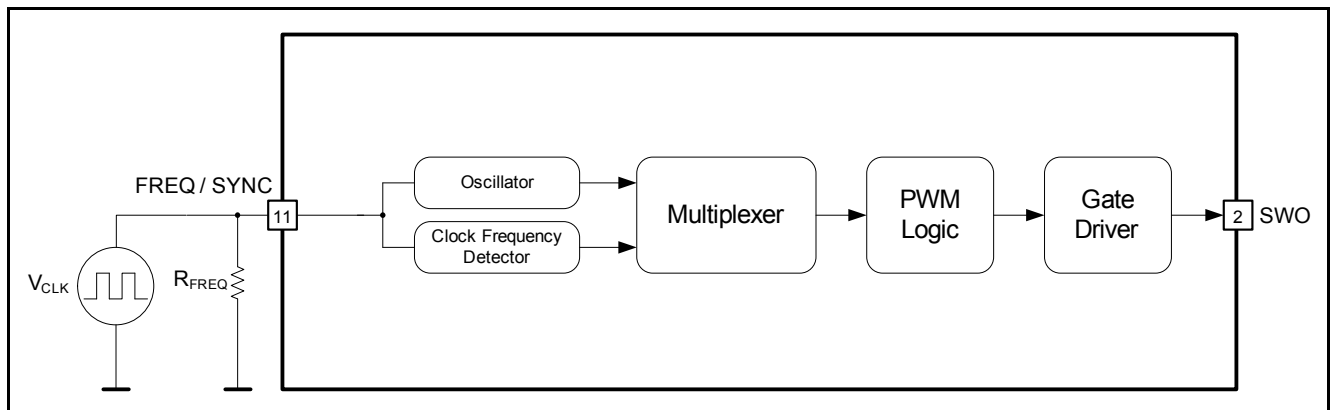 FREQ / SYNC
11
Oscillator
Clock Frequency
Detector
Multiplexer
PWM
Logic
Gate
Driver
2
SWO
VCLK
RFREQ